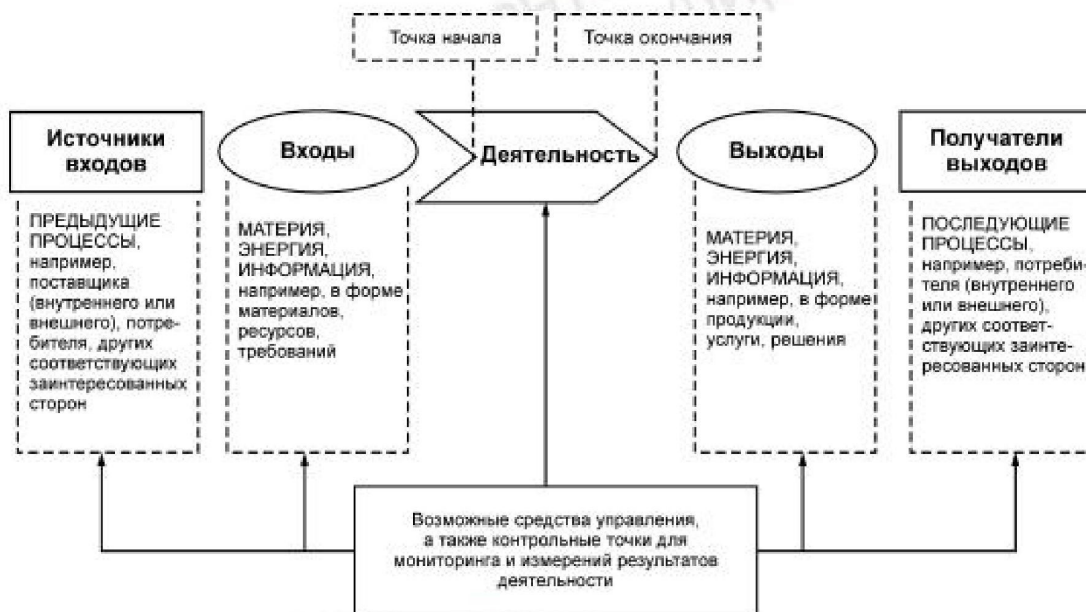 Точка начала
Точка окончания
Источники
входов
Входы
Деятельность
Выходы
Получатели
выходов
ПРЕДЫДУЩИЕ
ПРОЦЕССЫ,
например,
поставщика
(внутреннего или
внешнего), потре-
бителя, других
соответствующих
заинтересованных
сторон
МАТЕРИЯ,
ЭНЕРГИЯ,
ИНФОРМАЦИЯ,
например, в форме
материалов,
ресурсов,
требований
МАТЕРИЯ,
ЭНЕРГИЯ,
ИНФОРМАЦИЯ,
например, в форме
продукции,
услуги, решения
ПОСЛЕДУЮЩИЕ
ПРОЦЕССЫ,
например, потреби-
теля (внутреннего
или внешнего),
других соответ-
ствующих заинте-
ресованных сторон
Возможные средства управления,
а также контрольные точки для
мониторинга и измерений результатов
деятельности